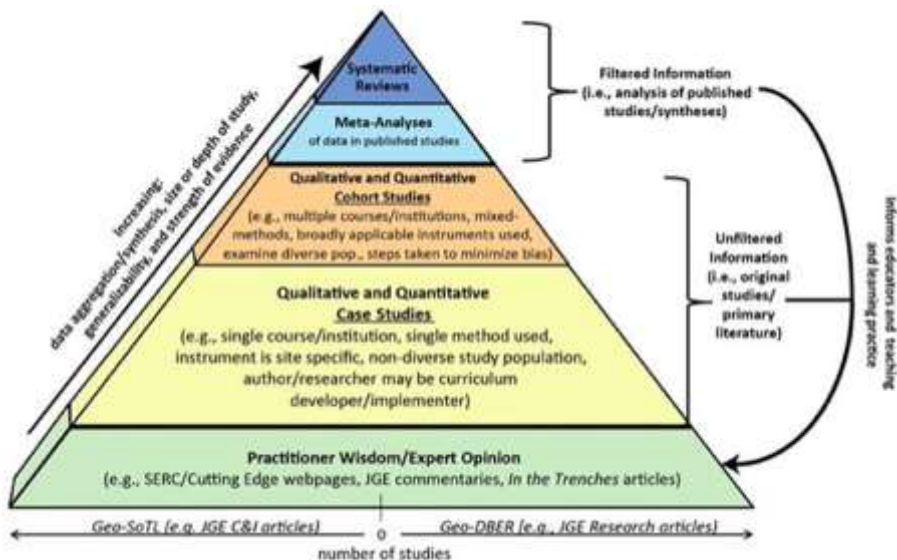 Systematic
Reviews
Meta-Analyses
of data in published studies
Qualitative and Quantitative
Cohort Studies
(e.g., multiple courses/institutions, mixed-
methods, broadly applicable instruments used,
examine diverse pop., steps taken to minimize bias)
Qualitative and Quantitative
Case Studies
(e.g., single course/institution, single method used,
instrument is site specific, non-diverse study population,
author/researcher may be curriculum
developer/implementer)
Practitioner Wisdom/Expert Opinion
(e.g., SERC/Cutting Edge webpages, JGE commentaries, In the Trenches articles)
Increasing:
data aggregation/synthesis, size or depth of study,
generalizability, and strength of evidence
Filtered Information
(i.e., analysis of published
studies/syntheses)
Unfiltered
Information
(i.e., original
studies/
primary
literature)
informs educators and teaching
and learning practice
Geo-SoTL (e.g. JGE C&I articles)
0
Geo-DBER (e.g., JGE Research articles)
number of studies